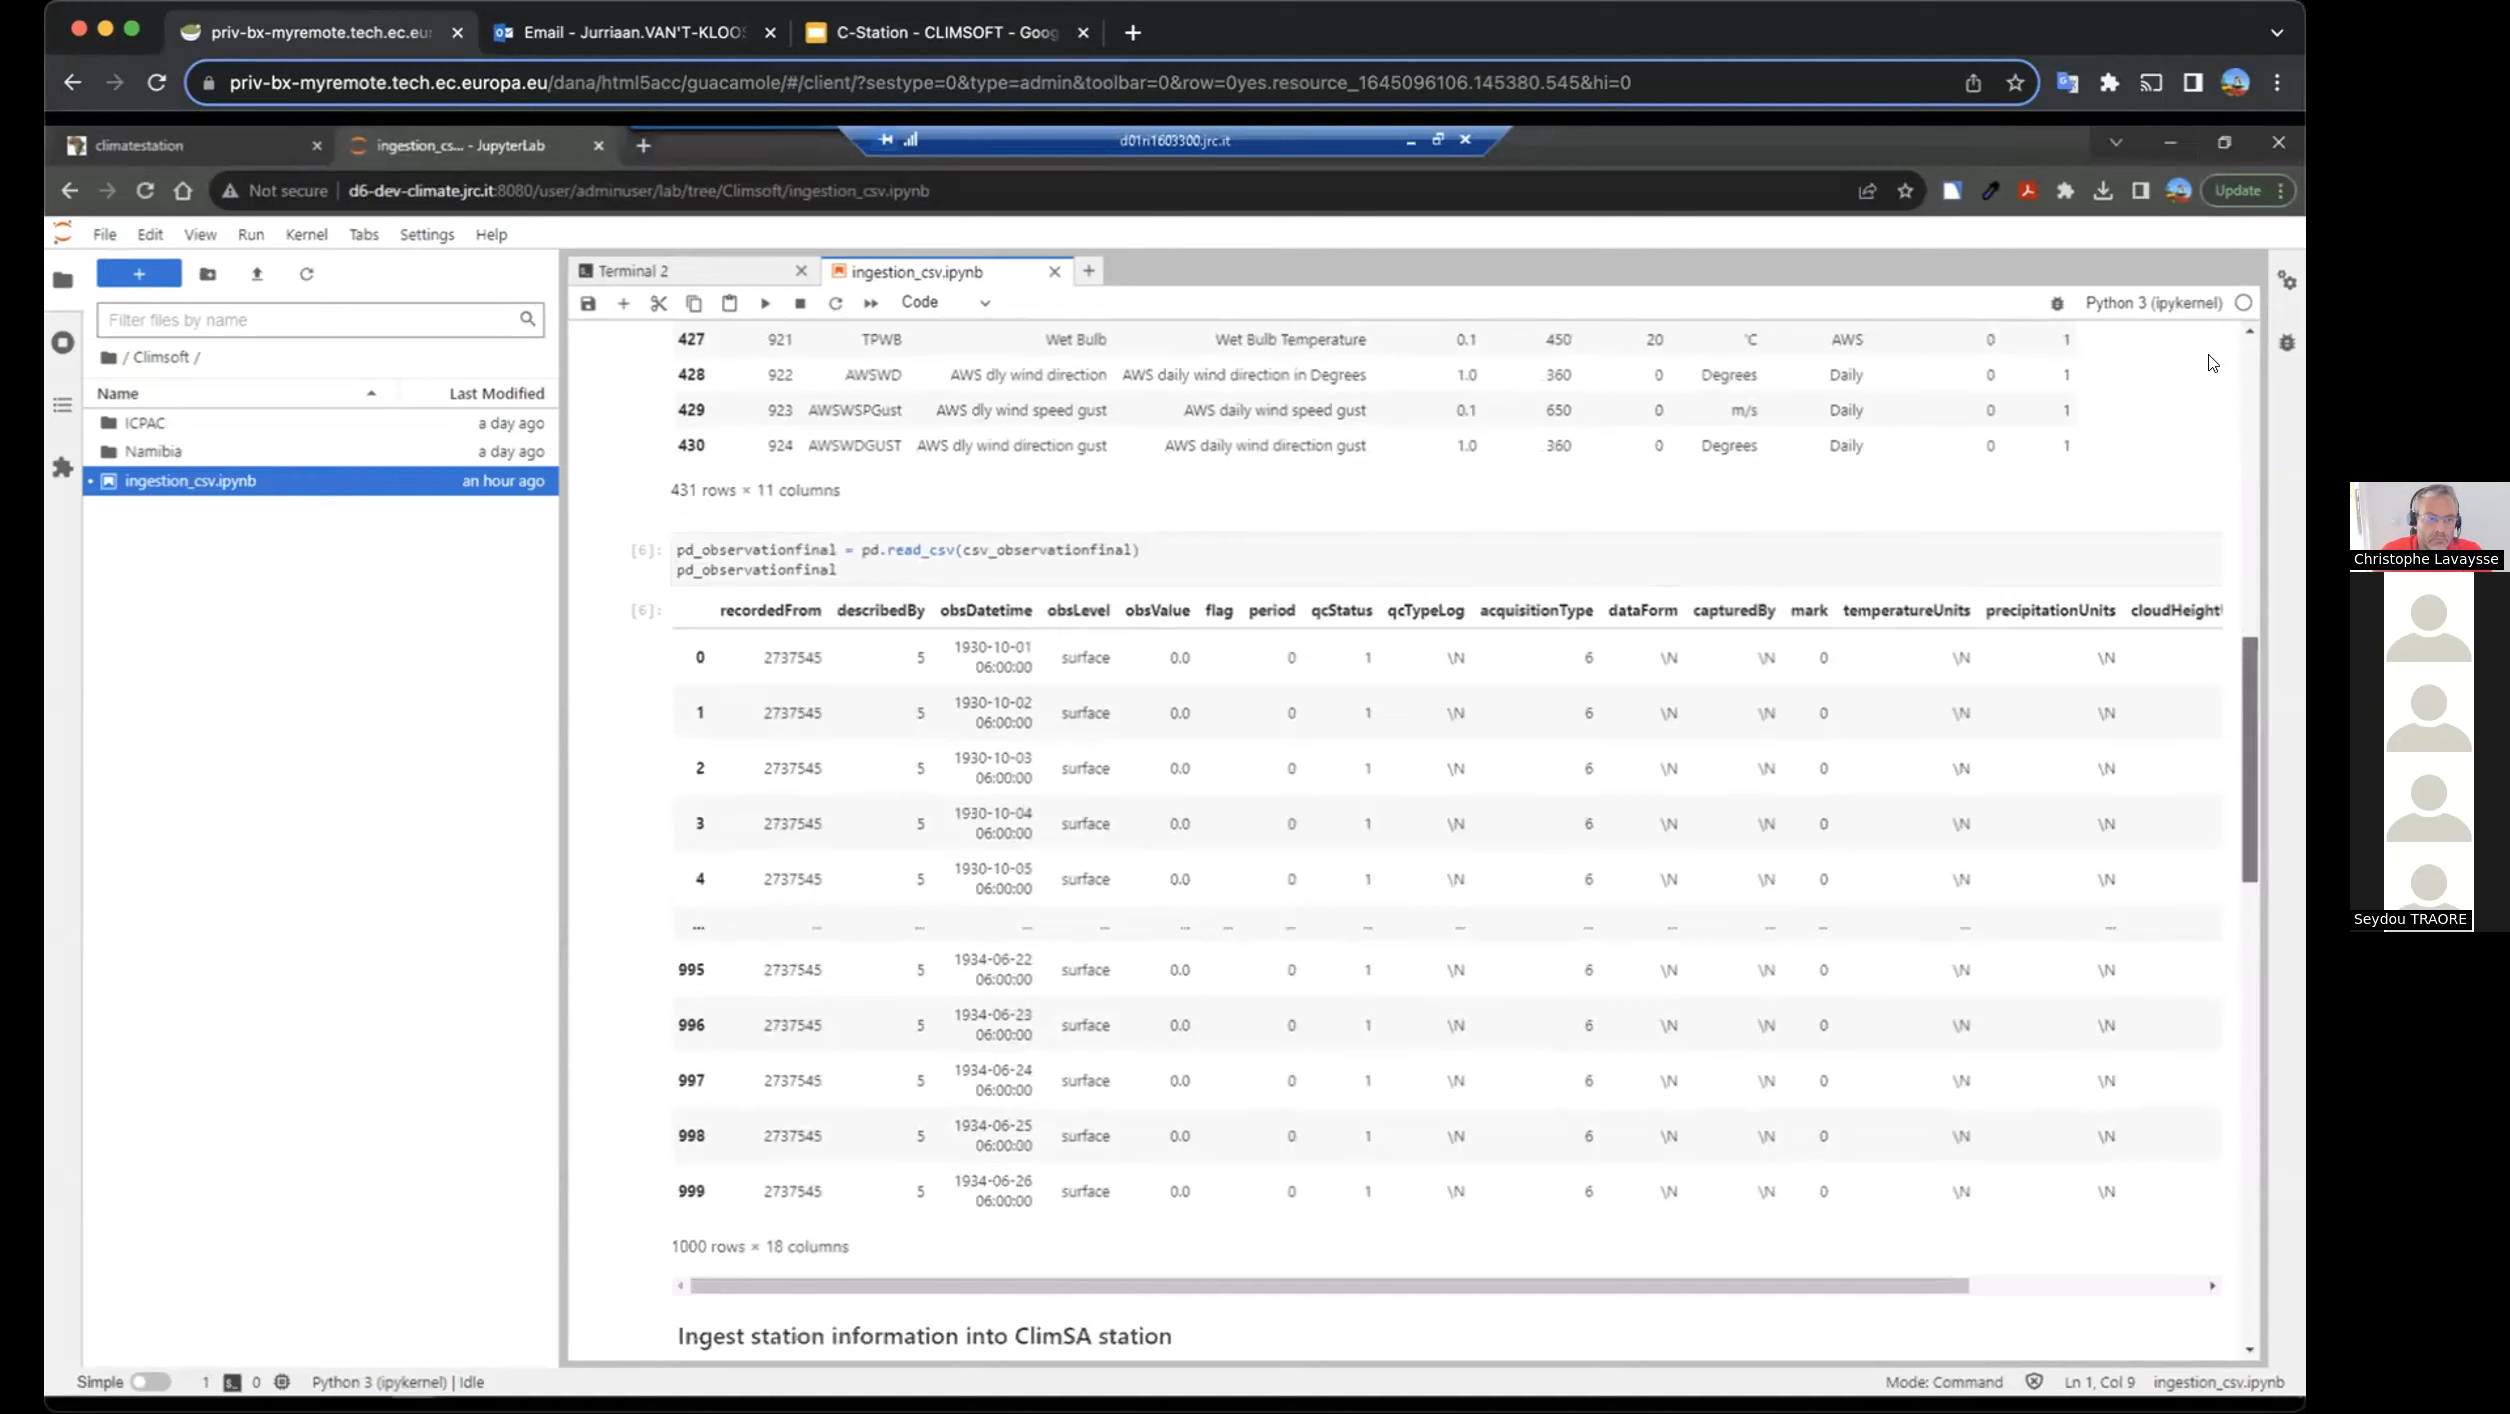 priv-bx-myremote.tech.ec.eu
Email - Jurriaan.VAN'T-KLOO
C-Station - CLIMSOFT - Goog
priv-bx-myremote.tech.ec.europa.eu/dana/html5acc/guacamole/#/client/?sestype=0&type=admin&toolbar=0&row=0yes.resource_1645096106.145380.545&hi=0
climatestation
ingestion_cs... - JupyterLab
d01ri1603300.jrc.it
Not secure
d6-dev-climate.jrc.it:8080/user/adminuser/lab/tree/Climsoft/ingestion_csv.ipynb
Update
File Edit View Run Kernel Tabs Settings Help
Filter files by name
/ Climsoft /
Name Last Modified
ICPAC a day ago
Namibia a day ago
ingestion_csv.ipynb an hour ago
Terminal 2
ingestion_csv.ipynb
Code
Python 3 (ipykernel)
427 921 TPWB Wet Bulb Wet Bulb Temperature 0.1 450 20 °C AWS 0 1
428 922 AWSWD AWS dly wind direction AWS daily wind direction in Degrees 1.0 360 0 Degrees Daily 0 1
429 923 AWSWSPGust AWS dly wind speed gust AWS daily wind speed gust 0.1 650 0 m/s Daily 0 1
430 924 AWSWDGUST AWS dly wind direction gust AWS daily wind direction gust 1.0 360 0 Degrees Daily 0 1
431 rows × 11 columns
[6]: pd_observationfinal = pd.read_csv(csv_observationfinal)
pd_observationfinal
[6]: recordedFrom describedBy obsDatetime obsLevel obsValue flag period qcStatus qcTypeLog acquisitionType dataForm capturedBy mark temperatureUnits precipitationUnits cloudHeight
0 2737545 5 1930-10-01 06:00:00 surface 0.0 0 1 \N 6 \N \N 0 \N \N
1 2737545 5 1930-10-02 06:00:00 surface 0.0 0 1 \N 6 \N \N 0 \N \N
2 2737545 5 1930-10-03 06:00:00 surface 0.0 0 1 \N 6 \N \N 0 \N \N
3 2737545 5 1930-10-04 06:00:00 surface 0.0 0 1 \N 6 \N \N 0 \N \N
4 2737545 5 1930-10-05 06:00:00 surface 0.0 0 1 \N 6 \N \N 0 \N \N
... ... ... ... ... ... ... ... ... ... ... ... ... ... ... ...
995 2737545 5 1934-06-22 06:00:00 surface 0.0 0 1 \N 6 \N \N 0 \N \N
996 2737545 5 1934-06-23 06:00:00 surface 0.0 0 1 \N 6 \N \N 0 \N \N
997 2737545 5 1934-06-24 06:00:00 surface 0.0 0 1 \N 6 \N \N 0 \N \N
998 2737545 5 1934-06-25 06:00:00 surface 0.0 0 1 \N 6 \N \N 0 \N \N
999 2737545 5 1934-06-26 06:00:00 surface 0.0 0 1 \N 6 \N \N 0 \N \N
1000 rows × 18 columns
Ingest station information into ClimSA station
Simple 1 0 Python 3 (ipykernel) | Idle
Mode: Command Ln 1, Col 9 ingestion_csv.ipynb
Christophe Lavaysse
Seydou TRAORE